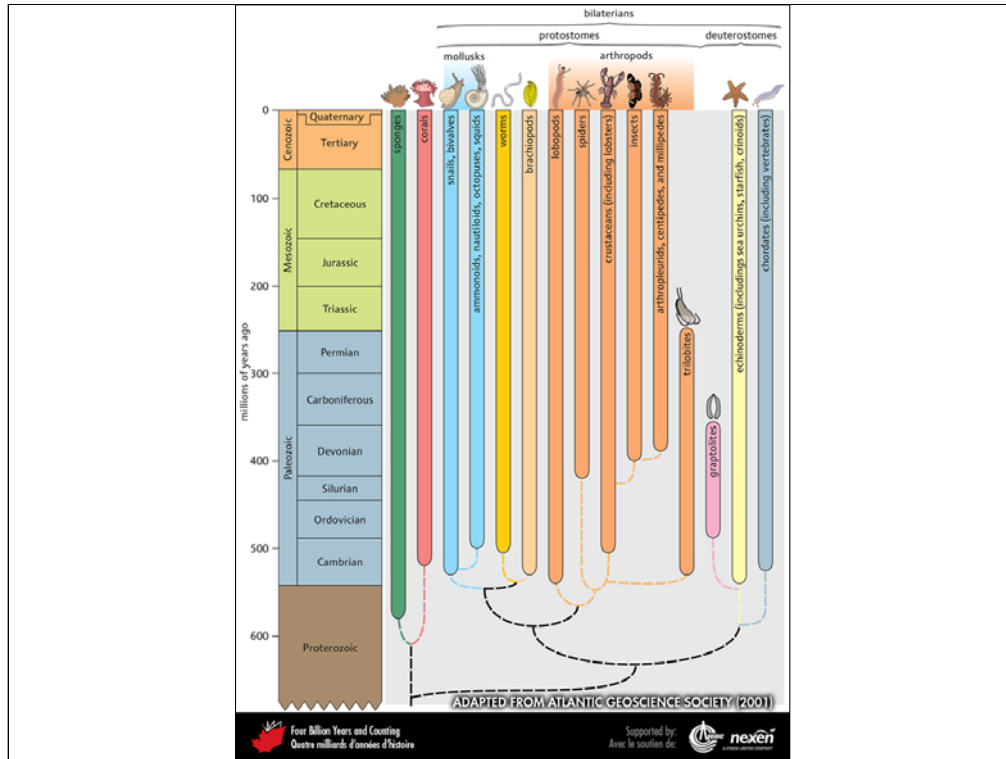 bilaterians
protostomes
deuterostomes
mollusks
arthropods
0
100
200
300
400
500
600
millions of years ago
Cenozoic
Quaternary
Tertiary
Mesozoic
Cretaceous
Jurassic
Triassic
Paleozoic
Permian
Carboniferous
Devonian
Silurian
Ordovician
Cambrian
Proterozoic
sponges
corals
snails, bivalves
ammonoids, nautiloids, octopuses, squids
worms
brachiopods
lobopods
spiders
crustaceans (including lobsters)
insects
arthropleurids, centipedes, and millipedes
trilobites
graptolites
echinoderms (includings sea urchins, starfish, crinoids)
chordates (including vertebrates)
ADAPTED FROM ATLANTIC GEOSCIENCE SOCIETY (2001)
Four Billion Years and Counting
Quatre milliards d'années d'histoire
Supported by:
Avec le soutien de:
nexen